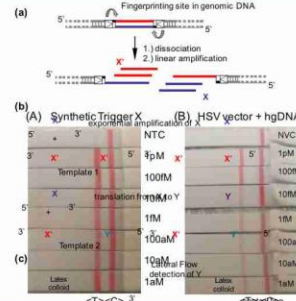 Fingerprinting site in genomic DNA
(a)
5'
5'
1.) dissociation
2.) linear amplification
X'
X
(b)
(A) Synthetic Trigger X
(B) HSV vector + hgDNA
exponential amplification of X
5' 3' 5'
NTC
NVC
X' X' 1pM X' 1pM
Template 1
100fM
100fM
X
translation from X to Y
10fM
Y
10fM
5' 3'
1fM
1fM
X' Y 100aM X' Y 100aM
Template 2
(c)
10aM
Lateral Flow
detection of Y
10aM
Latex
colloid
1aM
Latex
colloid
1aM
T C 3'